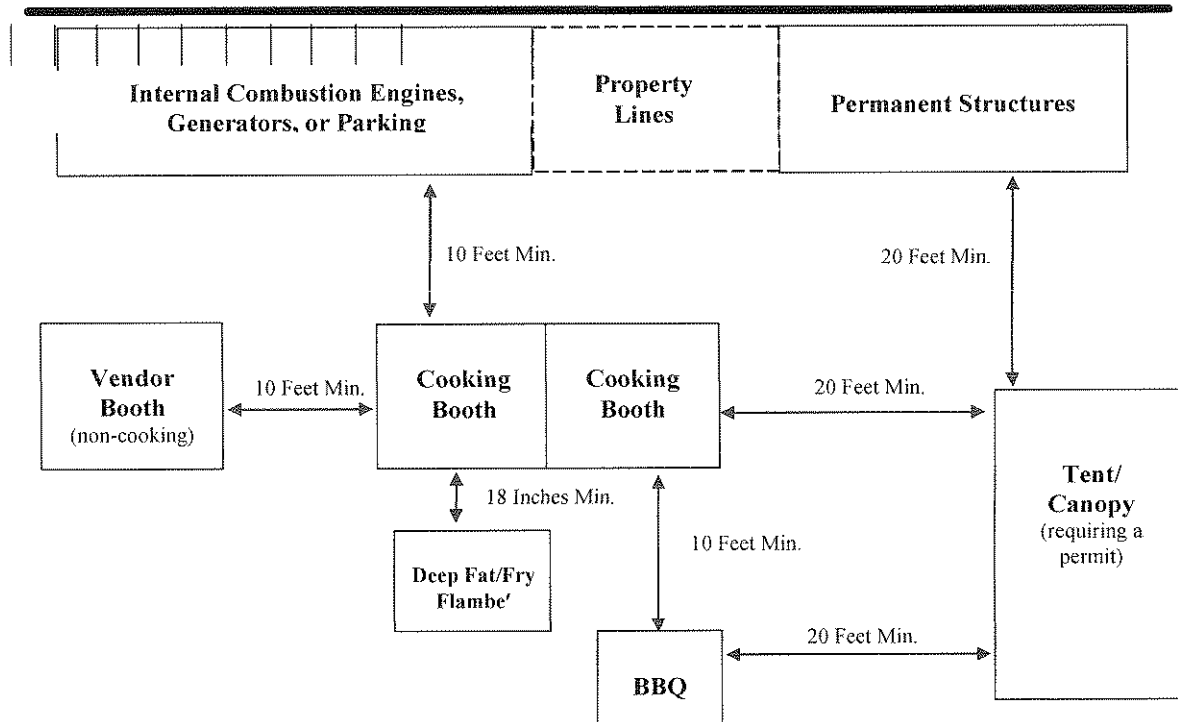 Internal Combustion Engines,
Generators, or Parking
Property
Lines
Permanent Structures
10 Feet Min.
20 Feet Min.
Vendor
Booth
(non-cooking)
10 Feet Min.
Cooking
Booth
Cooking
Booth
20 Feet Min.
Tent/
Canopy
(requiring a
permit)
18 Inches Min.
10 Feet Min.
Deep Fat/Fry
Flambe'
20 Feet Min.
BBQ